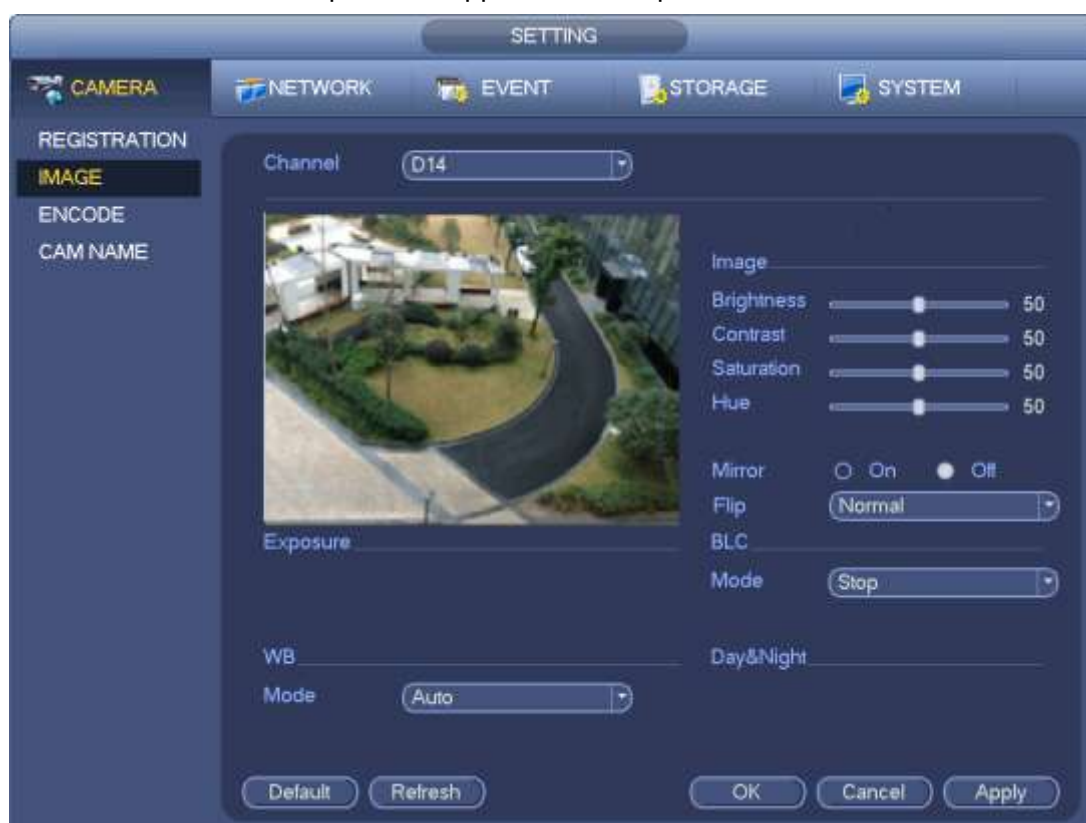 SETTING
CAMERA NETWORK EVENT STORAGE SYSTEM
REGISTRATION
IMAGE
ENCODE
CAM NAME
Channel D14
Image
Brightness 50
Contrast 50
Saturation 50
Hue 50
Mirror On Off
Flip Normal
Exposure BLC
Mode Stop
WB Day&Night
Mode Auto
Default Refresh OK Cancel Apply